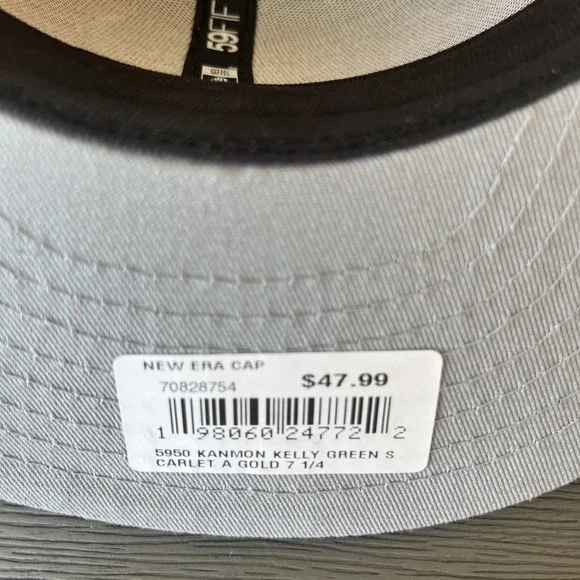 59FIF
NEW ERA CAP
70828754 $47.99
1 98060 24772 2
5950 KANMON KELLY GREEN S
CARLET A GOLD 7 1/4